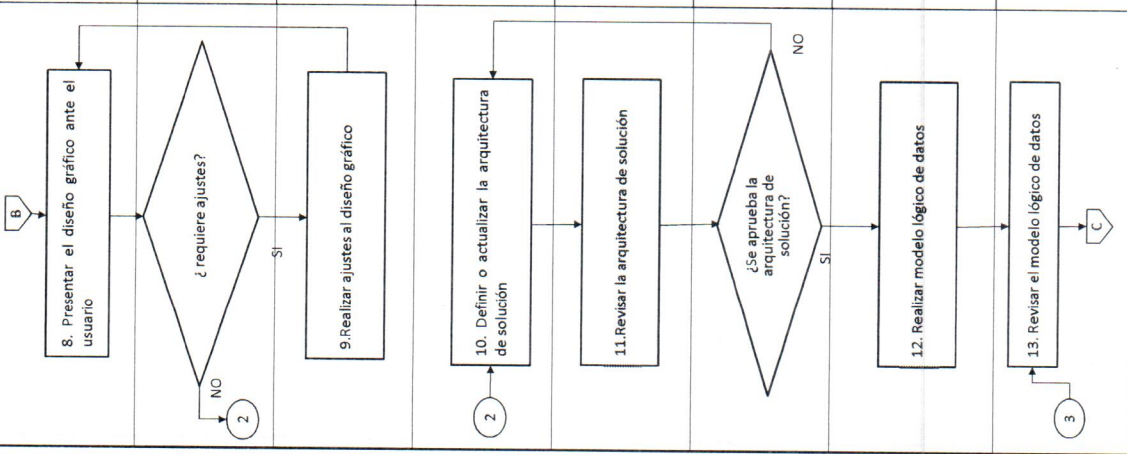 B
8. Presentar el diseño gráfico ante el
usuario
¿ requiere ajustes?
NO
2
SI
9.Realizar ajustes al diseño gráfico
2
10. Definir o actualizar la arquitectura
de solución
11.Revisar la arquitectura de solución
¿Se aprueba la
arquitectura de
solución?
NO
SI
12. Realizar modelo lógico de datos
3
13. Revisar el modelo lógico de datos
C